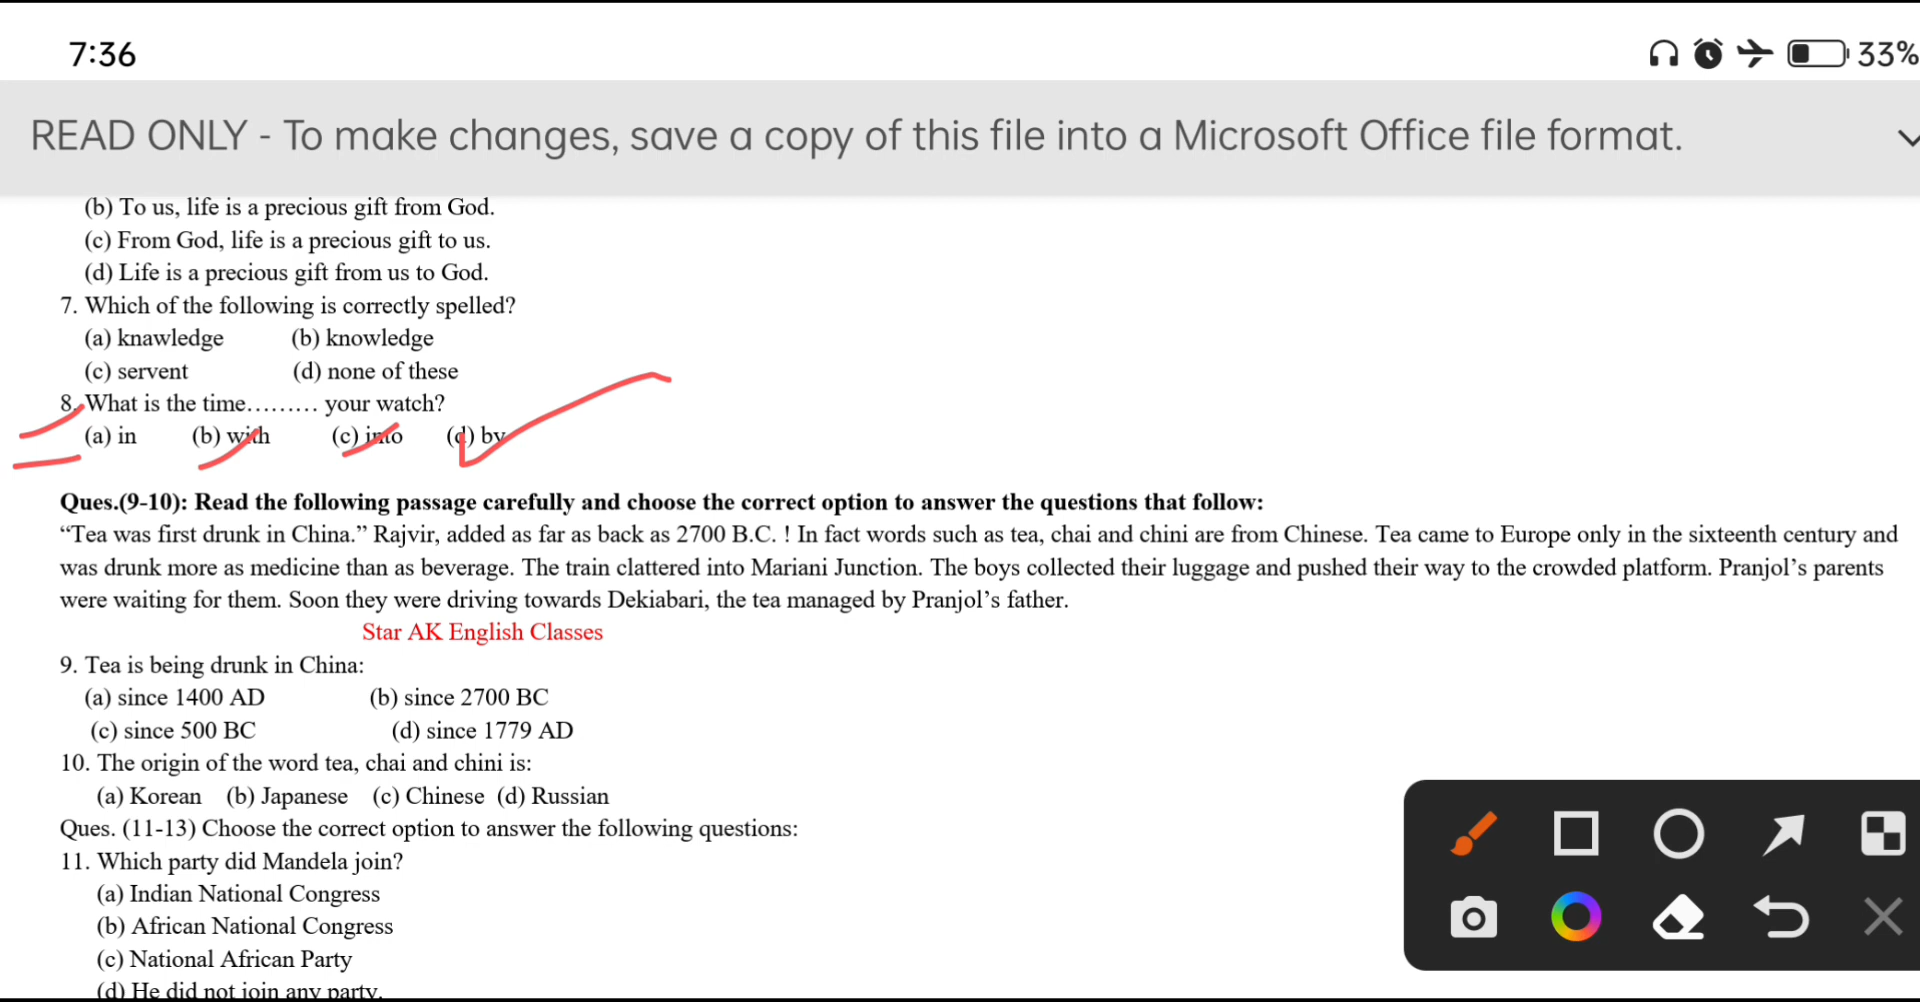 7:36
33%
READ ONLY - To make changes, save a copy of this file into a Microsoft Office file format.
(b) To us, life is a precious gift from God.
(c) From God, life is a precious gift to us.
(d) Life is a precious gift from us to God.
7. Which of the following is correctly spelled?
(a) knawledge (b) knowledge
(c) servent (d) none of these
8. What is the time......... your watch?
(a) in (b) with (c) into (d) by
Ques.(9-10): Read the following passage carefully and choose the correct option to answer the questions that follow:
“Tea was first drunk in China.” Rajvir, added as far as back as 2700 B.C. ! In fact words such as tea, chai and chini are from Chinese. Tea came to Europe only in the sixteenth century and
was drunk more as medicine than as beverage. The train clattered into Mariani Junction. The boys collected their luggage and pushed their way to the crowded platform. Pranjol’s parents
were waiting for them. Soon they were driving towards Dekiabari, the tea managed by Pranjol’s father.
Star AK English Classes
9. Tea is being drunk in China:
(a) since 1400 AD (b) since 2700 BC
(c) since 500 BC (d) since 1779 AD
10. The origin of the word tea, chai and chini is:
(a) Korean (b) Japanese (c) Chinese (d) Russian
Ques. (11-13) Choose the correct option to answer the following questions:
11. Which party did Mandela join?
(a) Indian National Congress
(b) African National Congress
(c) National African Party
(d) He did not join any party.